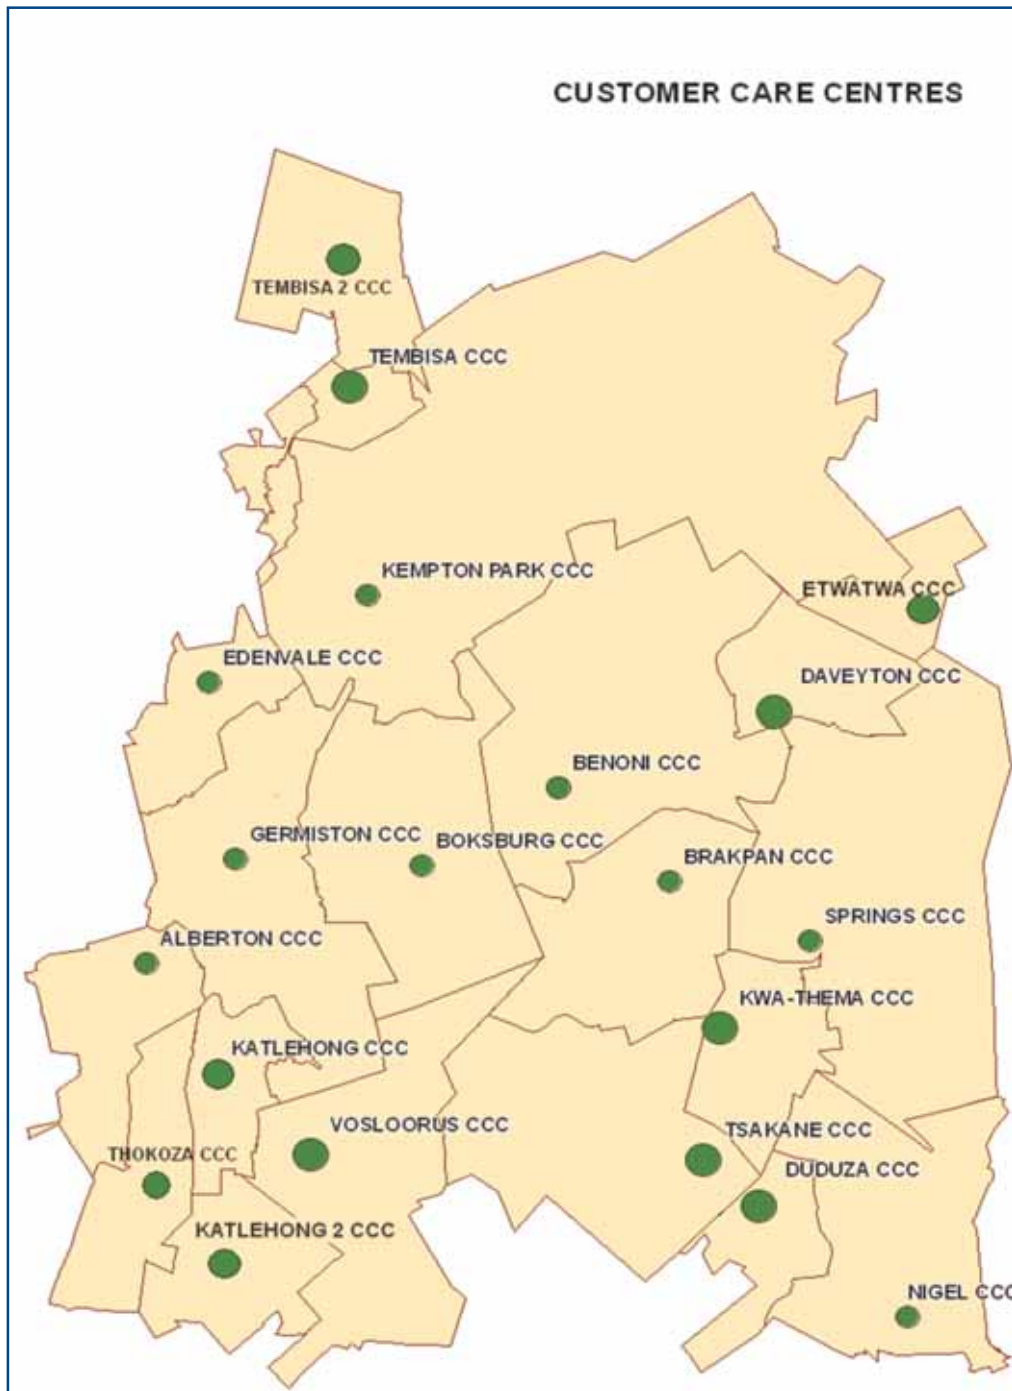 CUSTOMER CARE CENTRES
TEMBISA 2 CCC
TEMBISA CCC
KEMPTON PARK CCC
ETWATWA CCC
EDENVALE CCC
DAVEYTON CCC
BENONI CCC
GERMISTON CCC
BOKSBURG CCC
BRAKPAN CCC
SPRINGS CCC
ALBERTON CCC
KWA-THEMA CCC
KATLEHONG CCC
VOSLOORUS CCC
TSAKANE CCC
THOKOZA CCC
DUDUZA CCC
KATLEHONG 2 CCC
NIGEL CCC